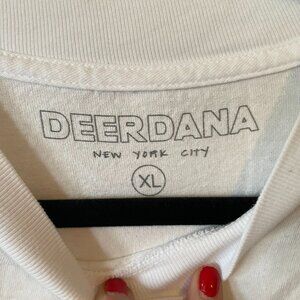 DEERDANA
NEW YORK CITY
XL